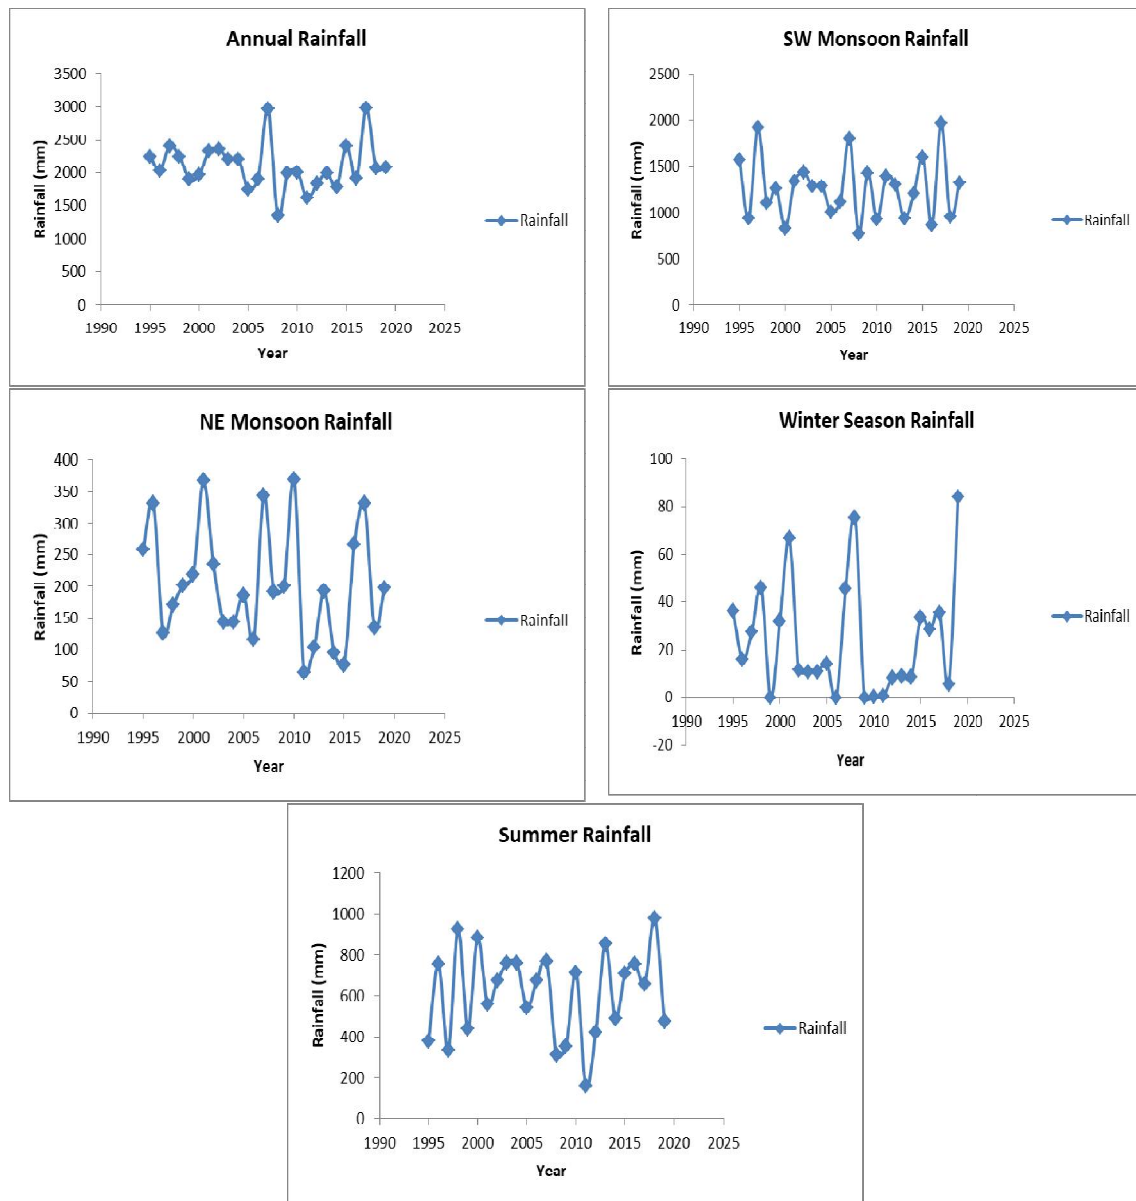 Annual Rainfall
3500
3000
2500
2000
1500
1000
500
0
Rainfall (mm)
1990 1995 2000 2005 2010 2015 2020 2025
Year
Rainfall
SW Monsoon Rainfall
2500
2000
1500
1000
500
0
Rainfall (mm)
1990 1995 2000 2005 2010 2015 2020 2025
Year
Rainfall
NE Monsoon Rainfall
400
350
300
250
200
150
100
50
0
Rainfall (mm)
1990 1995 2000 2005 2010 2015 2020 2025
Year
Rainfall
Winter Season Rainfall
100
80
60
40
20
0
-20
Rainfall (mm)
1990 1995 2000 2005 2010 2015 2020 2025
Year
Rainfall
Summer Rainfall
1200
1000
800
600
400
200
0
Rainfall (mm)
1990 1995 2000 2005 2010 2015 2020 2025
Year
Rainfall